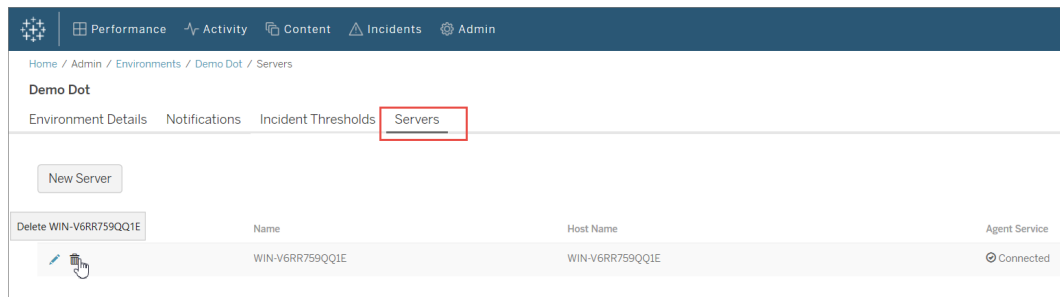 Performance Activity Content Incidents Admin
Home / Admin / Environments / Demo Dot / Servers
Demo Dot
Environment Details Notifications Incident Thresholds Servers
New Server
Delete WIN-V6RR759QQ1E
Name Host Name Agent Service
WIN-V6RR759QQ1E WIN-V6RR759QQ1E Connected